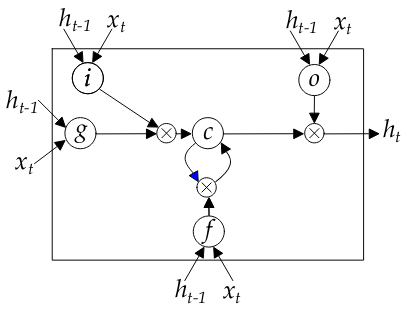 h_{t-1} x_t h_{t-1} x_t
i o
h_{t-1} g × c × h_t
x_t
×
f
h_{t-1} x_t